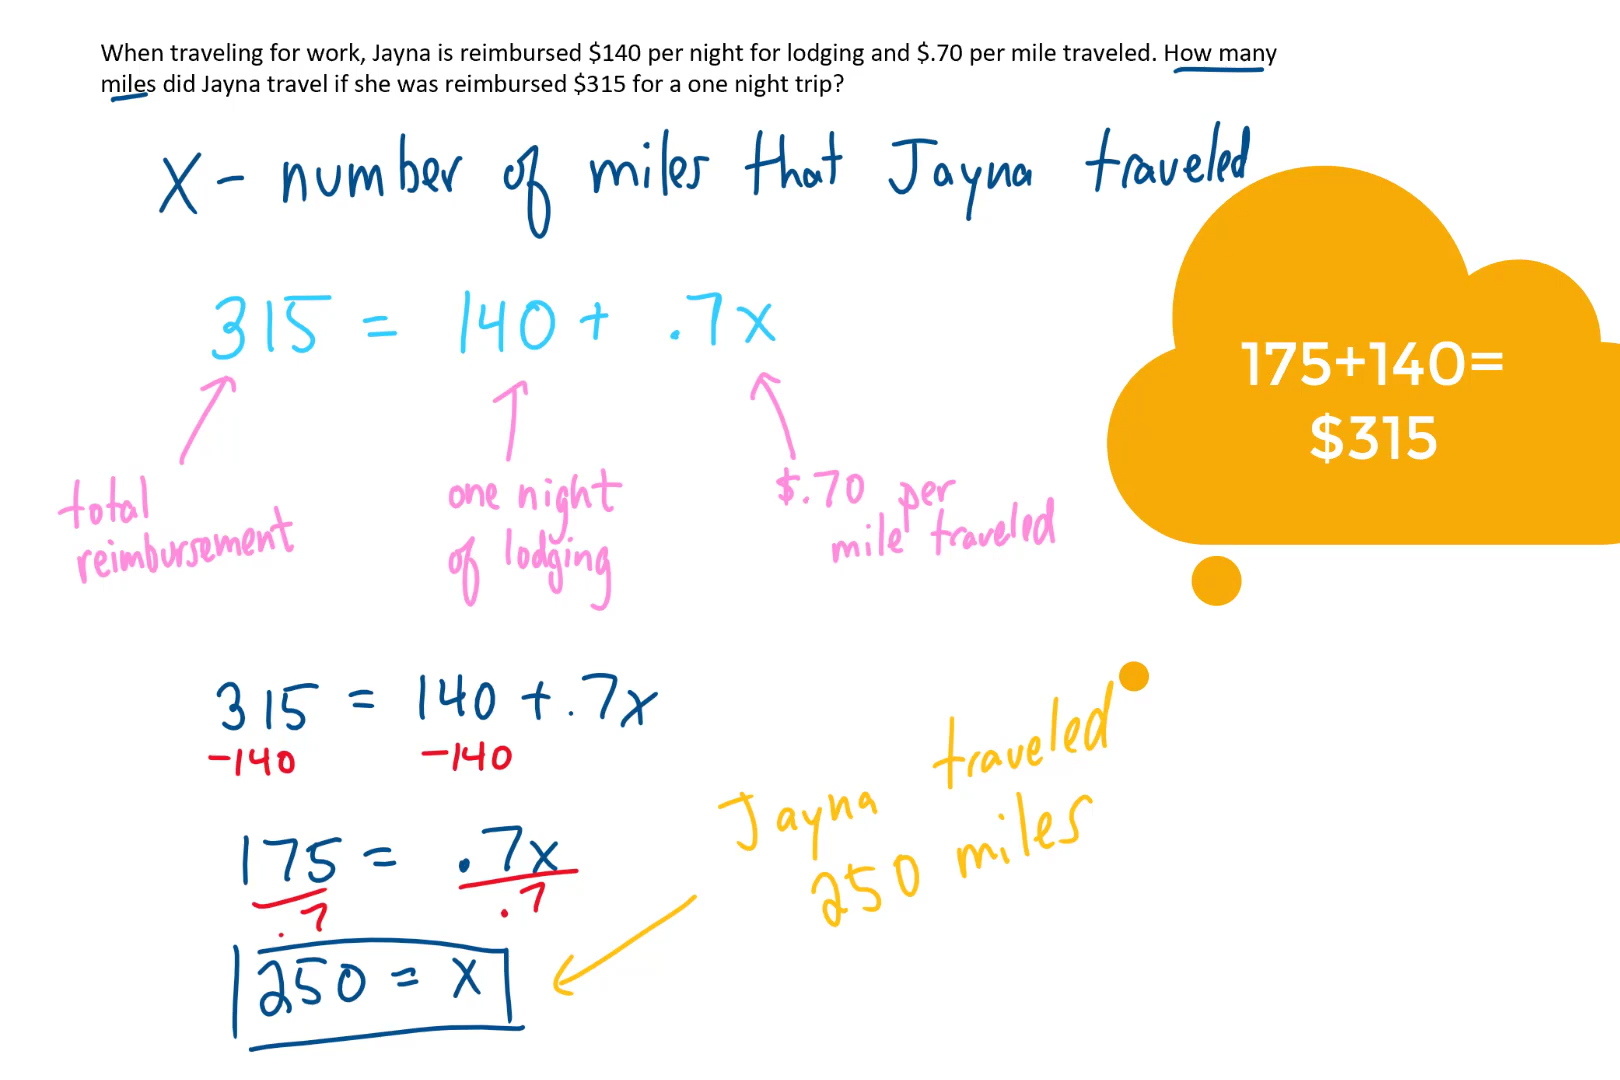 When traveling for work, Jayna is reimbursed $140 per night for lodging and $.70 per mile traveled. How many
miles did Jayna travel if she was reimbursed $315 for a one night trip?
X - number of miles that Jayna traveled
315 = 140 + .7x
175+140=
$315
total
reimbursement
one night
of lodging
$.70 per
mile traveled
315 = 140 + .7x
-140 -140
175 = .7x
.7 .7
250 = x
Jayna traveled
250 miles